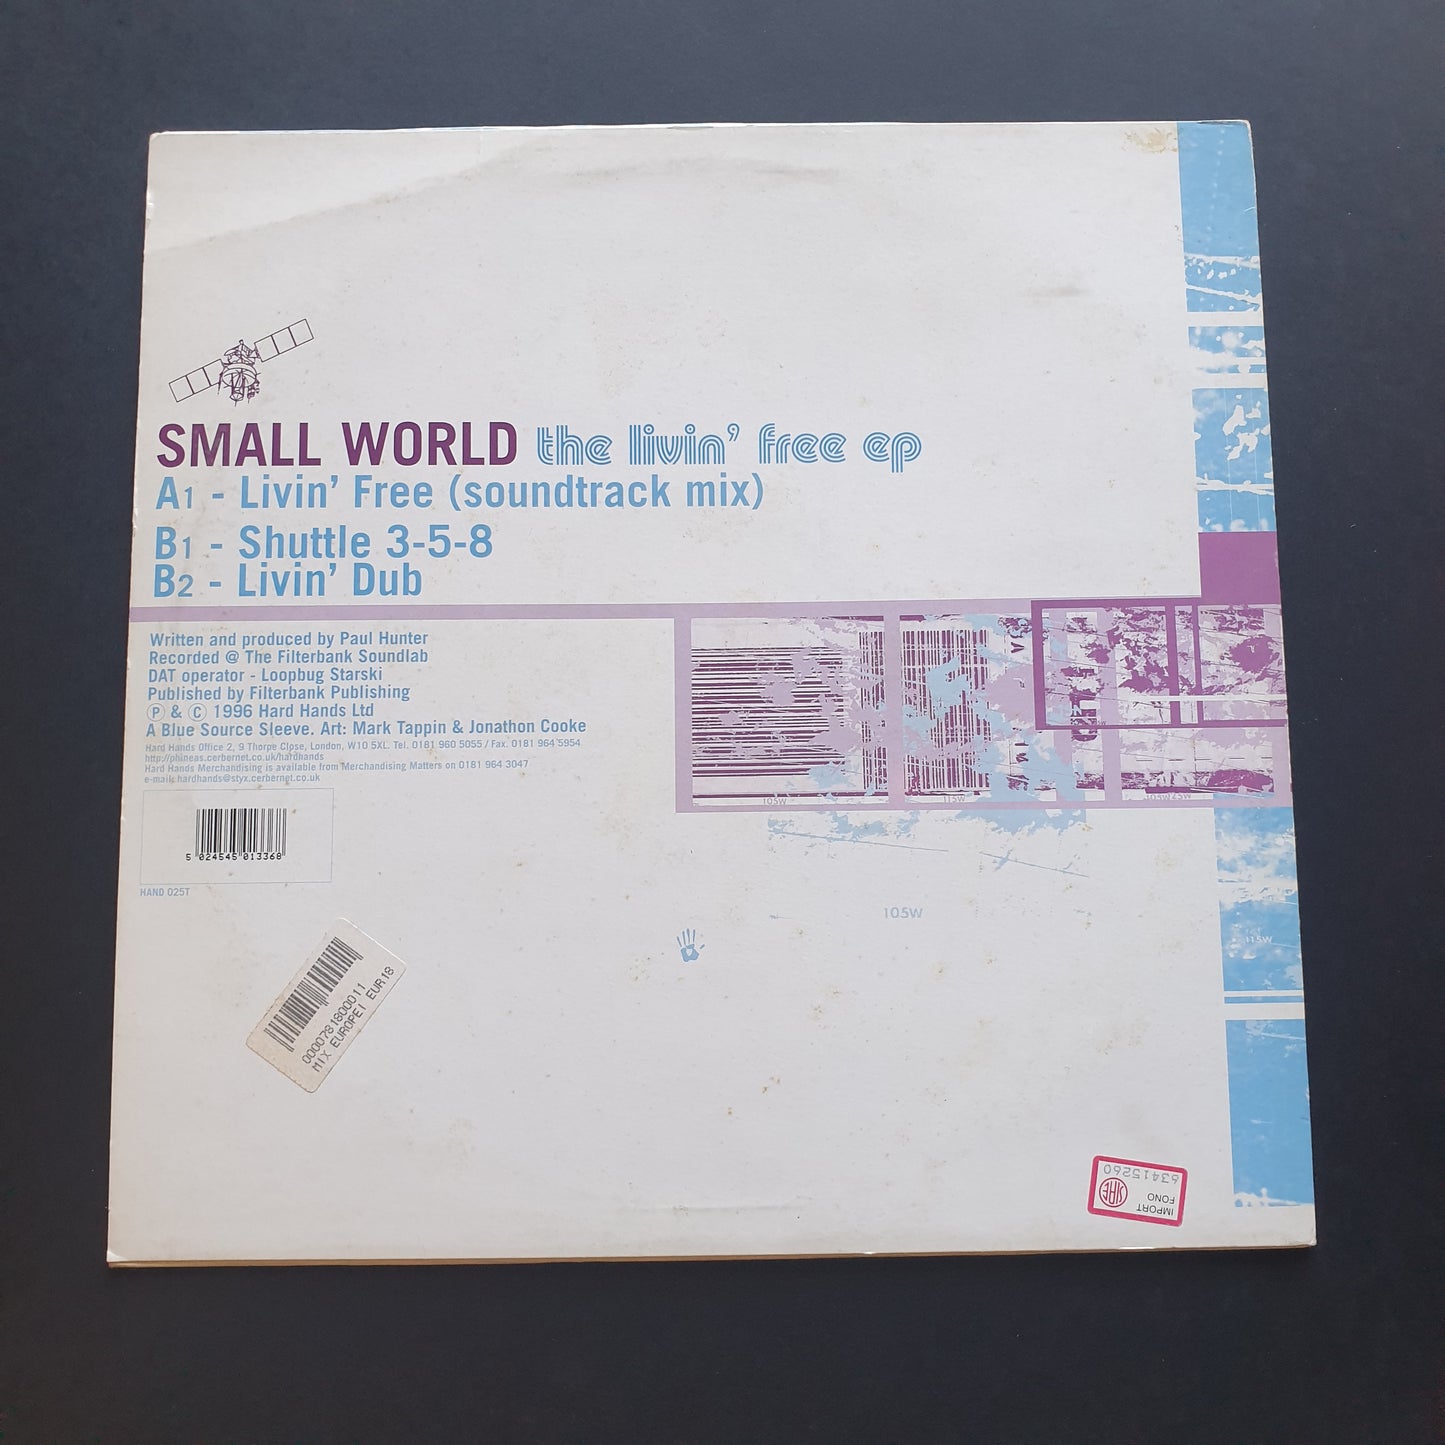 SMALL WORLD the livin' free ep
A1 - Livin' Free (soundtrack mix)
B1 - Shuttle 3-5-8
B2 - Livin' Dub
Written and produced by Paul Hunter
Recorded @ The Filterbank Soundlab
DAT operator - Loopbug Starski
Published by Filterbank Publishing
Ⓟ & Ⓒ 1996 Hard Hands Ltd
A Blue Source Sleeve. Art: Mark Tappin & Jonathon Cooke
Hard Hands Office 2, 9 Thorpe Close, London, W10 5XL. Tel. 0181 960 5055 / Fax. 0181 964 5954
http://phineas.cerbernet.co.uk/hardhands
Hard Hands Merchandising is available from Merchandising Matters on 0181 964 3047
e-mail: hardhands@styx.cerbernet.co.uk
5 024545 013368
HAND 025T
105W
115W
105W
115W
0000781800011
MIX EUROPE! EUR18
IMPORT
FONO
SIAE
63415260